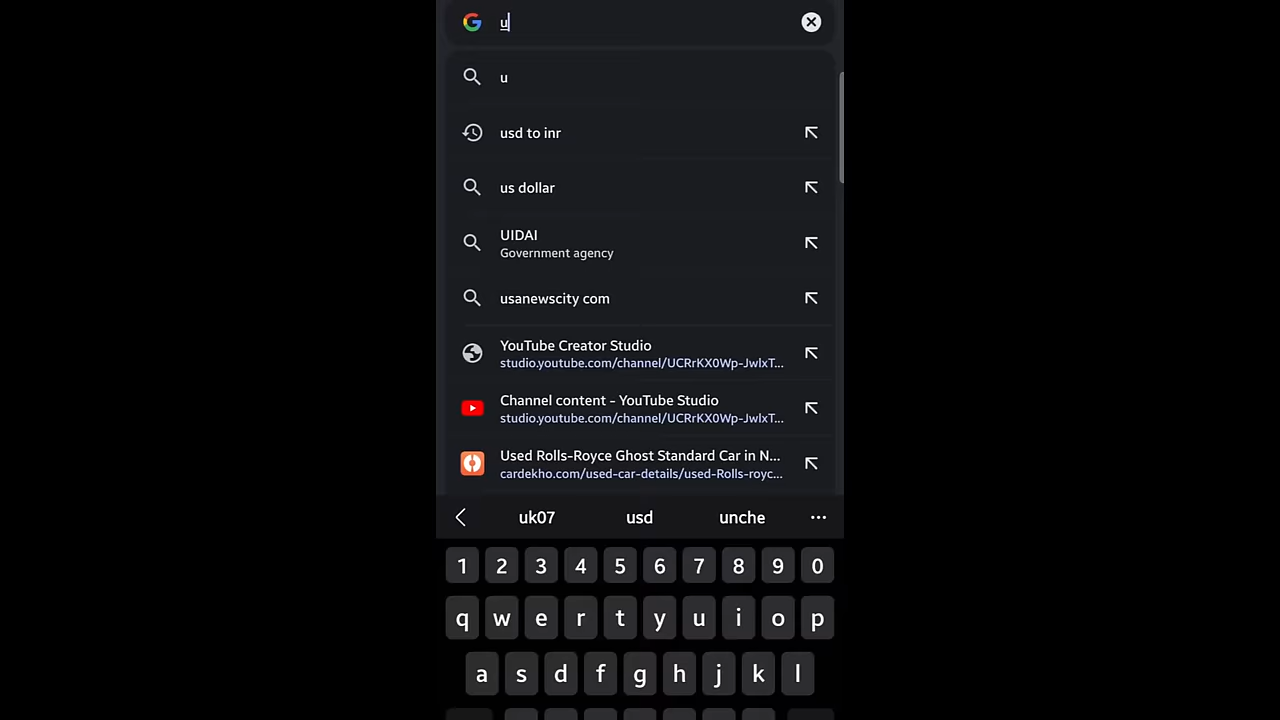 u
u
usd to inr
us dollar
UIDAI
Government agency
usanewscity com
YouTube Creator Studio
studio.youtube.com/channel/UCRrKX0Wp-JwlxT...
Channel content - YouTube Studio
studio.youtube.com/channel/UCRrKX0Wp-JwlxT...
Used Rolls-Royce Ghost Standard Car in N...
cardekho.com/used-car-details/used-Rolls-royc...
uk07 usd unche ...
1 2 3 4 5 6 7 8 9 0
q w e r t y u i o p
a s d f g h j k l